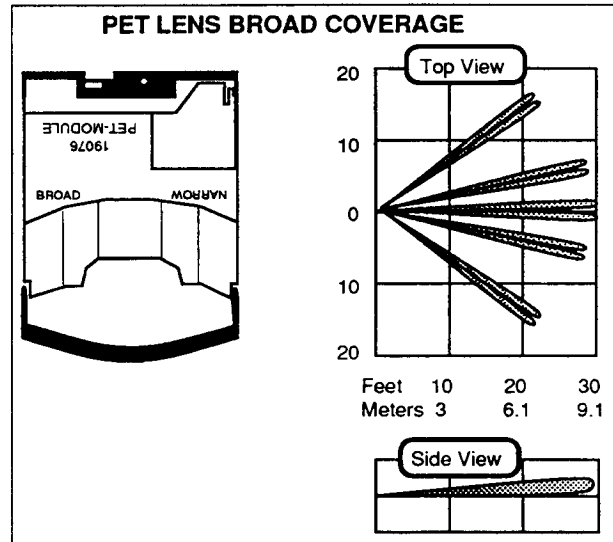 PET LENS BROAD COVERAGE
19076
PET-MODULE
BROAD
NARROW
Top View
20
10
0
10
20
Feet 10 20 30
Meters 3 6.1 9.1
Side View